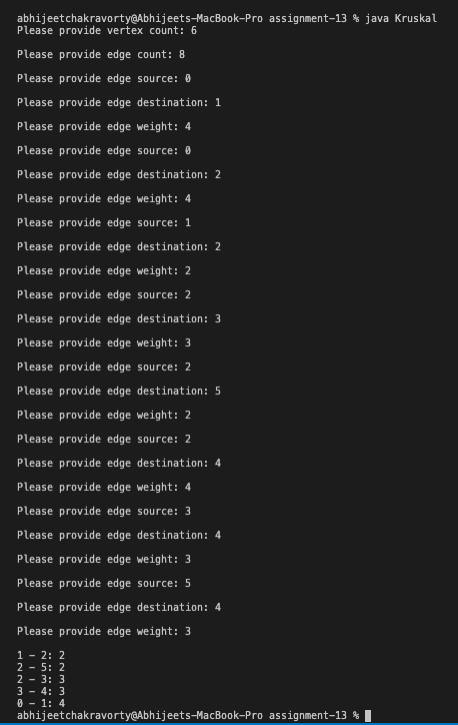 abhijeetchakravorty@Abhijeets-MacBook-Pro assignment-13 % java Kruskal
Please provide vertex count: 6
Please provide edge count: 8
Please provide edge source: 0
Please provide edge destination: 1
Please provide edge weight: 4
Please provide edge source: 0
Please provide edge destination: 2
Please provide edge weight: 4
Please provide edge source: 1
Please provide edge destination: 2
Please provide edge weight: 2
Please provide edge source: 2
Please provide edge destination: 3
Please provide edge weight: 3
Please provide edge source: 2
Please provide edge destination: 5
Please provide edge weight: 2
Please provide edge source: 2
Please provide edge destination: 4
Please provide edge weight: 4
Please provide edge source: 3
Please provide edge destination: 4
Please provide edge weight: 3
Please provide edge source: 5
Please provide edge destination: 4
Please provide edge weight: 3
1 – 2: 2
2 – 5: 2
2 – 3: 3
3 – 4: 3
0 – 1: 4
abhijeetchakravorty@Abhijeets-MacBook-Pro assignment-13 %